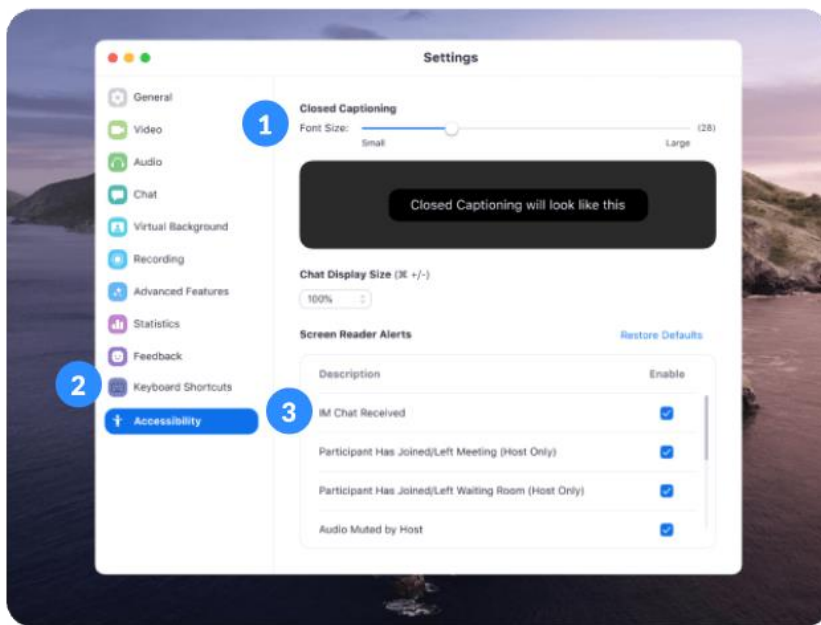 Settings
General
Video
Audio
Chat
Virtual Background
Recording
Advanced Features
Statistics
Feedback
2
Keyboard Shortcuts
Accessibility
1
Closed Captioning
Font Size:
(28)
Small Large
Closed Captioning will look like this
Chat Display Size (⌘ +/-)
100%
Screen Reader Alerts Restore Defaults
Description Enable
3
IM Chat Received
Participant Has Joined/Left Meeting (Host Only)
Participant Has Joined/Left Waiting Room (Host Only)
Audio Muted by Host